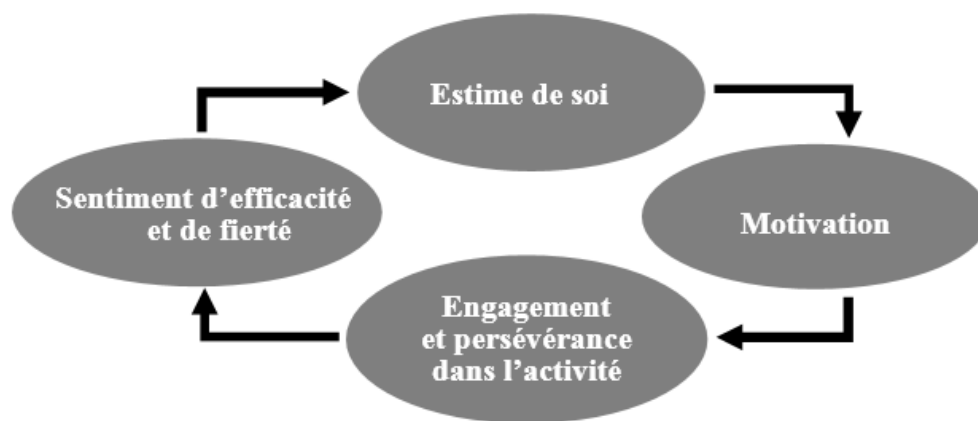 Estime de soi
Motivation
Engagement
et persévérance
dans l’activité
Sentiment d’efficacité
et de fierté